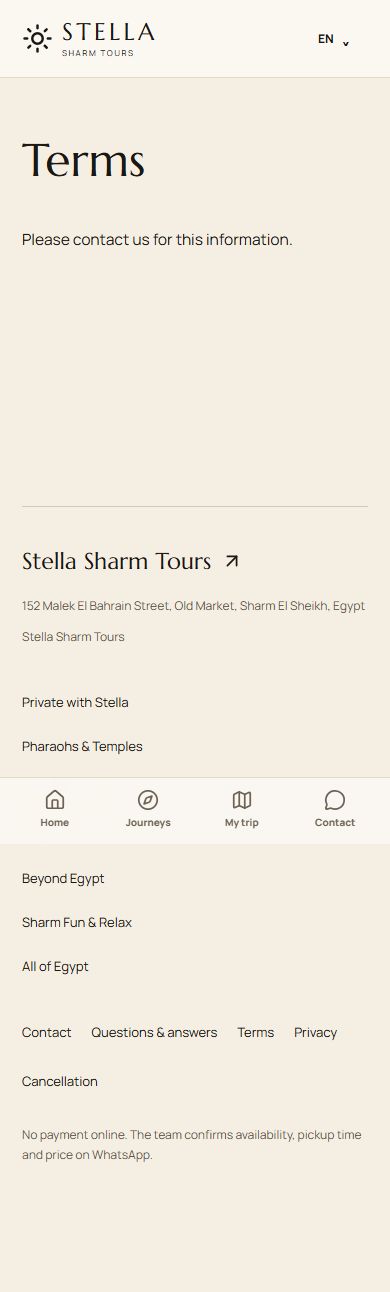 STELLA
SHARM TOURS
EN
Terms
Please contact us for this information.
Stella Sharm Tours
152 Malek El Bahrain Street, Old Market, Sharm El Sheikh, Egypt
Stella Sharm Tours
Private with Stella
Pharaohs & Temples
Home Journeys My trip Contact
Beyond Egypt
Sharm Fun & Relax
All of Egypt
Contact Questions & answers Terms Privacy
Cancellation
No payment online. The team confirms availability, pickup time
and price on WhatsApp.